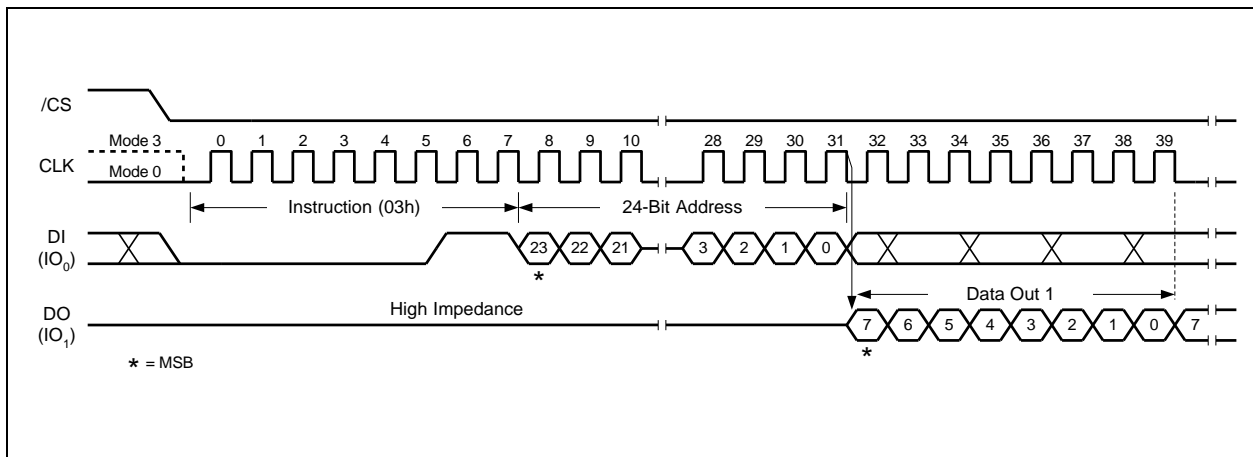 /CS
Mode 3
0 1 2 3 4 5 6 7 8 9 10 28 29 30 31 32 33 34 35 36 37 38 39
CLK
Mode 0
Instruction (03h) 24-Bit Address
DI
(IO0)
23 22 21 3 2 1 0
*
Data Out 1
High Impedance
DO
(IO1)
7 6 5 4 3 2 1 0 7
*
* = MSB